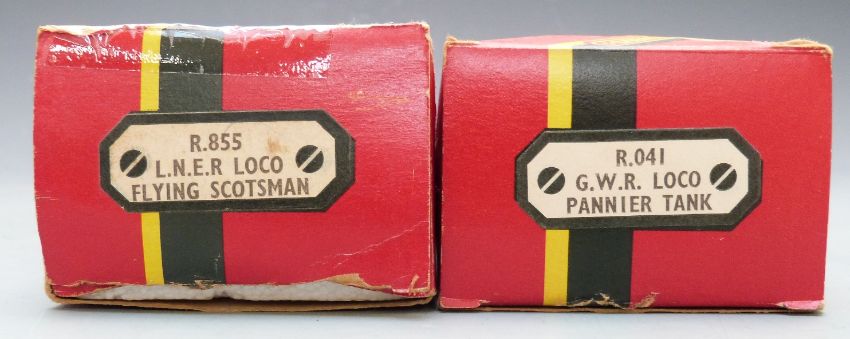 R.855
L.N.E.R LOCO
FLYING SCOTSMAN
R.041
G.W.R. LOCO
PANNIER TANK